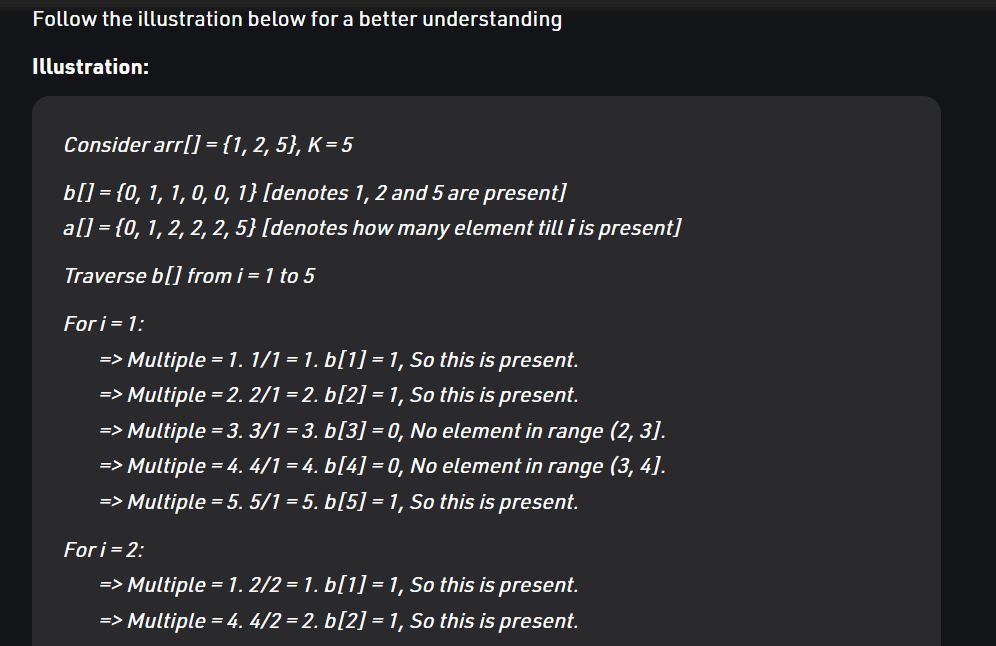 Follow the illustration below for a better understanding
Illustration:
Consider arr[] = {1, 2, 5}, K = 5
b[] = {0, 1, 1, 0, 0, 1} [denotes 1, 2 and 5 are present]
a[] = {0, 1, 2, 2, 2, 5} [denotes how many element till i is present]
Traverse b[] from i = 1 to 5
For i = 1:
=> Multiple = 1. 1/1 = 1. b[1] = 1, So this is present.
=> Multiple = 2. 2/1 = 2. b[2] = 1, So this is present.
=> Multiple = 3. 3/1 = 3. b[3] = 0, No element in range (2, 3].
=> Multiple = 4. 4/1 = 4. b[4] = 0, No element in range (3, 4].
=> Multiple = 5. 5/1 = 5. b[5] = 1, So this is present.
For i = 2:
=> Multiple = 1. 2/2 = 1. b[1] = 1, So this is present.
=> Multiple = 4. 4/2 = 2. b[2] = 1, So this is present.